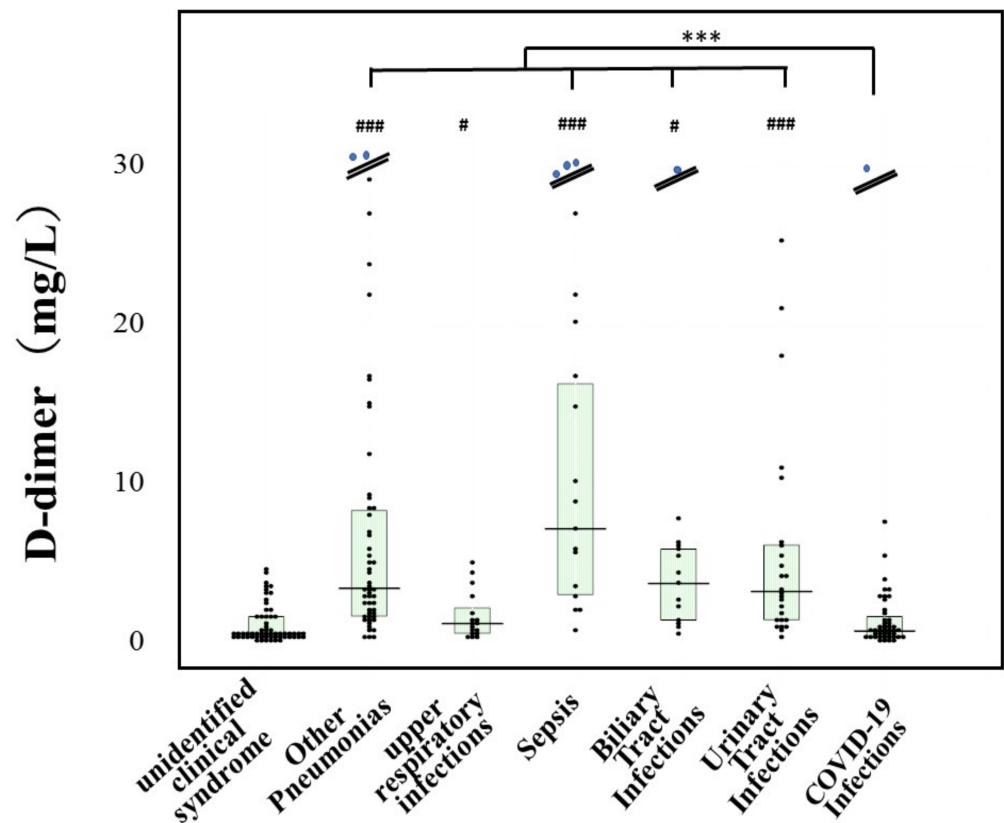 ***
### # ### # ###
30
20
10
0
D-dimer （mg/L）
unidentified
clinical
syndrome
Other
Pneumonias
upper
respiratory
infections
Sepsis
Biliary
Tract
Infections
Urinary
Tract
Infections
COVID-19
Infections